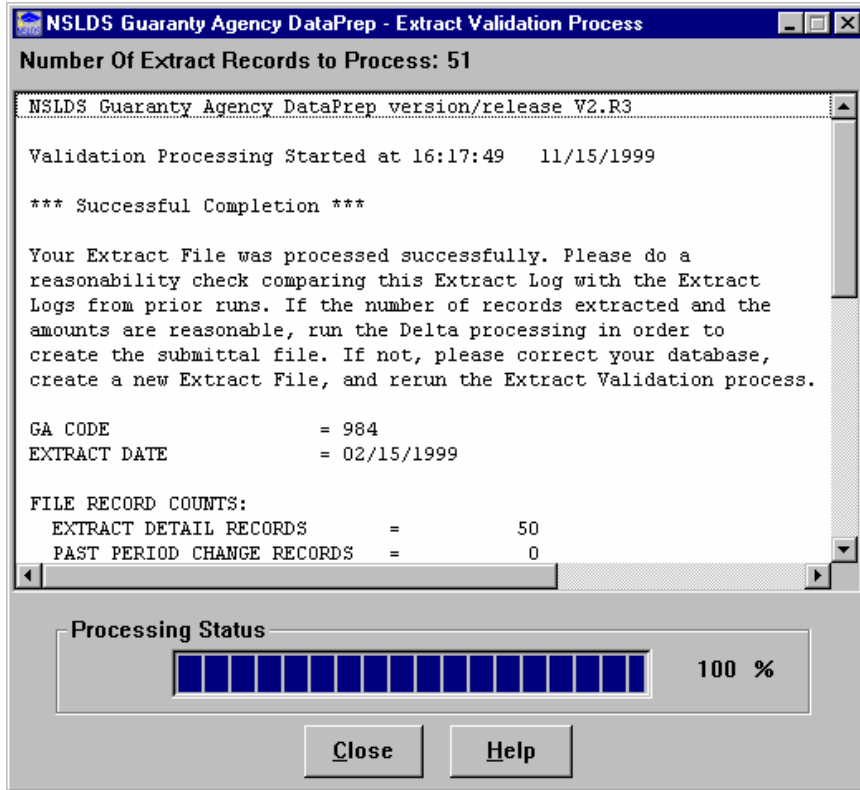 NSLDS Guaranty Agency DataPrep - Extract Validation Process
Number Of Extract Records to Process: 51
NSLDS Guaranty Agency DataPrep version/release V2.R3
Validation Processing Started at 16:17:49 11/15/1999
*** Successful Completion ***
Your Extract File was processed successfully. Please do a
reasonability check comparing this Extract Log with the Extract
Logs from prior runs. If the number of records extracted and the
amounts are reasonable, run the Delta processing in order to
create the submittal file. If not, please correct your database,
create a new Extract File, and rerun the Extract Validation process.
GA CODE = 984
EXTRACT DATE = 02/15/1999
FILE RECORD COUNTS:
EXTRACT DETAIL RECORDS = 50
PAST PERIOD CHANGE RECORDS = 0
Processing Status
100 %
Close Help